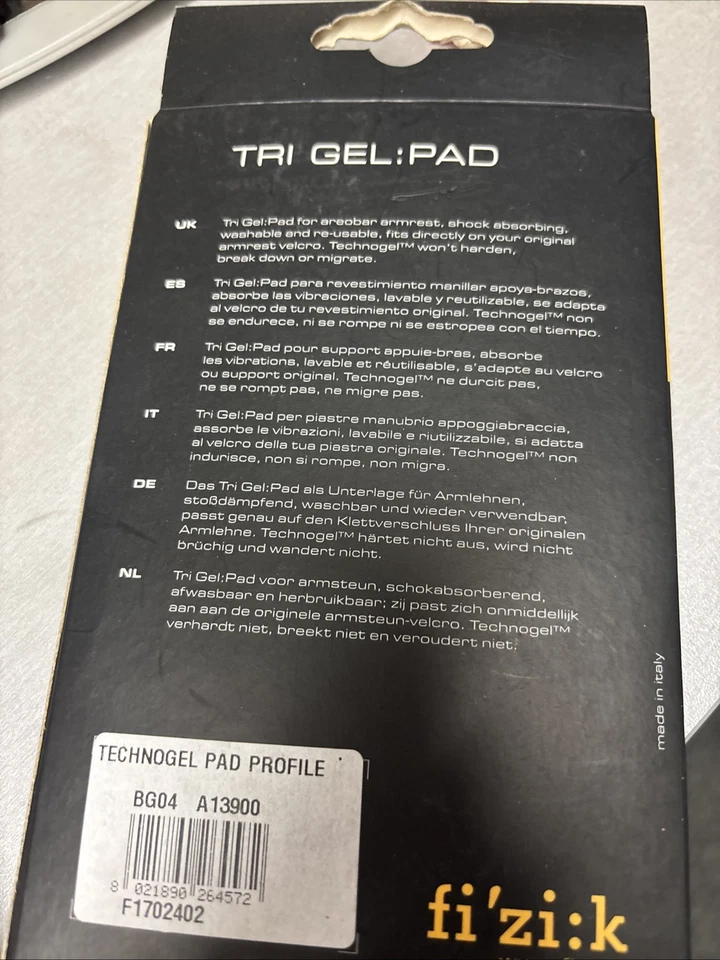 TRI GEL:PAD
UK
Tri Gel:Pad for areobar armrest, shock absorbing,
washable and re-usable, fits directly on your original
armrest velcro. Technogel™ won't harden,
break down or migrate.
ES
Tri Gel:Pad para revestimiento manillar apoya-brazos,
absorbe las vibraciones, lavable y reutilizable, se adapta
al velcro de tu revestimiento original. Technogel™ non
se endurece, ni se rompe ni se estropea con el tiempo.
FR
Tri Gel:Pad pour support appuie-bras, absorbe
les vibrations, lavable et réutilisable, s'adapte au velcro
ou support original. Technogel™ ne durcit pas,
ne se rompt pas, ne migre pas.
IT
Tri Gel:Pad per piastre manubrio appoggiabraccia,
assorbe le vibrazioni, lavabile e riutilizzabile, si adatta
al velcro della tua piastra originale. Technogel™ non
indurisce, non si rompe, non migra.
DE
Das Tri Gel:Pad als Unterlage für Armlehnen,
stoßdämpfend, waschbar und wieder verwendbar,
passt genau auf den Klettverschluss Ihrer originalen
Armlehne. Technogel™ härtet nicht aus, wird nicht
brüchig und wandert nicht.
NL
Tri Gel:Pad voor armsteun, schokabsorberend,
afwasbaar en herbruikbaar; zij past zich onmiddellijk
aan aan de originele armsteun-velcro. Technogel™
verhardt niet, breekt niet en veroudert niet.
made in italy
TECHNOGEL PAD PROFILE
BG04 A13900
8 021890 264572
F1702402
fi'zi:k